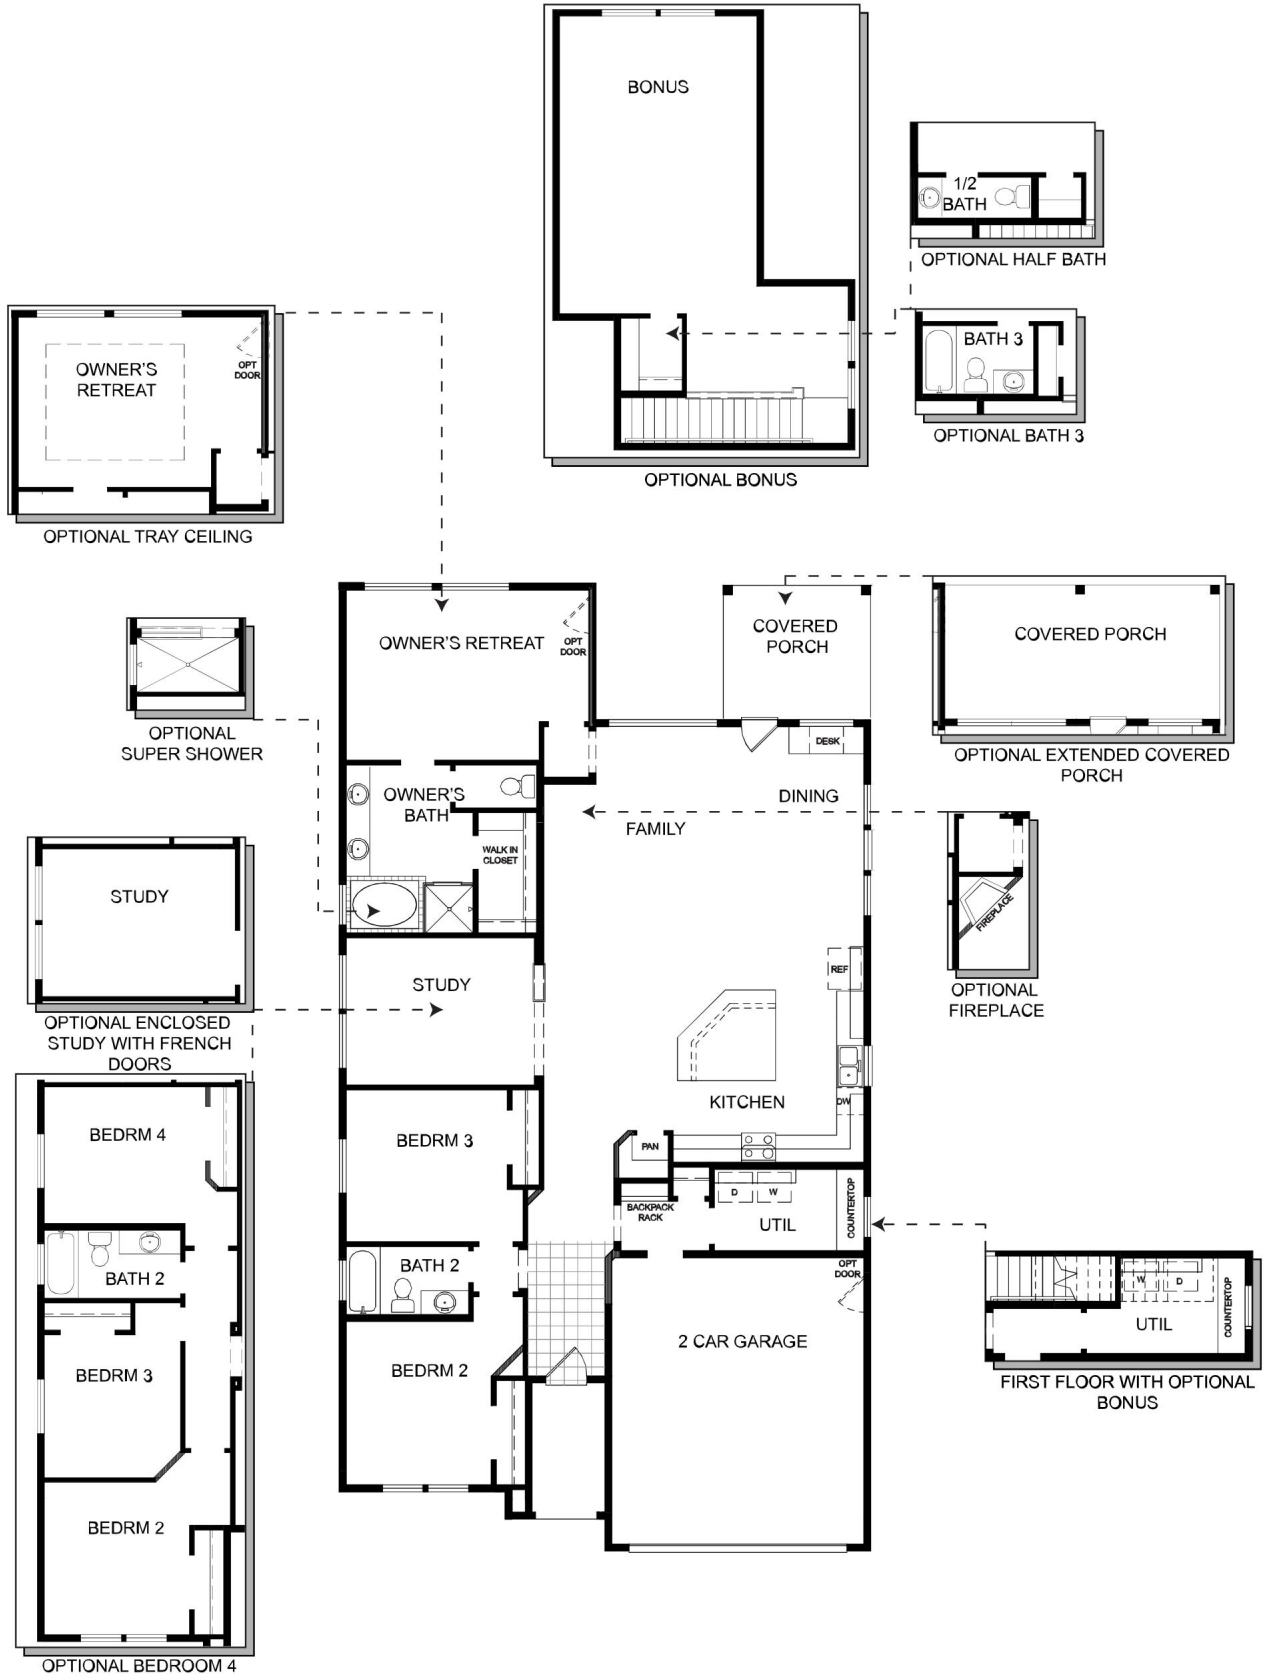 BONUS
OPTIONAL BONUS
1/2
BATH
OPTIONAL HALF BATH
BATH 3
OPTIONAL BATH 3
OWNER'S
RETREAT
OPT
DOOR
OPTIONAL TRAY CEILING
OWNER'S RETREAT
OPT
DOOR
COVERED
PORCH
COVERED PORCH
OPTIONAL EXTENDED COVERED
PORCH
OPTIONAL
SUPER SHOWER
DESK
DINING
FAMILY
OWNER'S
BATH
WALK IN
CLOSET
STUDY
OPTIONAL ENCLOSED
STUDY WITH FRENCH
DOORS
FIREPLACE
OPTIONAL
FIREPLACE
STUDY
REF
KITCHEN
DW
PAN
BEDRM 3
BACKPACK
RACK
D
W
UTIL
COUNTERTOP
BATH 2
OPT
DOOR
BEDRM 2
2 CAR GARAGE
W
D
UTIL
COUNTERTOP
FIRST FLOOR WITH OPTIONAL
BONUS
BEDRM 4
BATH 2
BEDRM 3
BEDRM 2
OPTIONAL BEDROOM 4